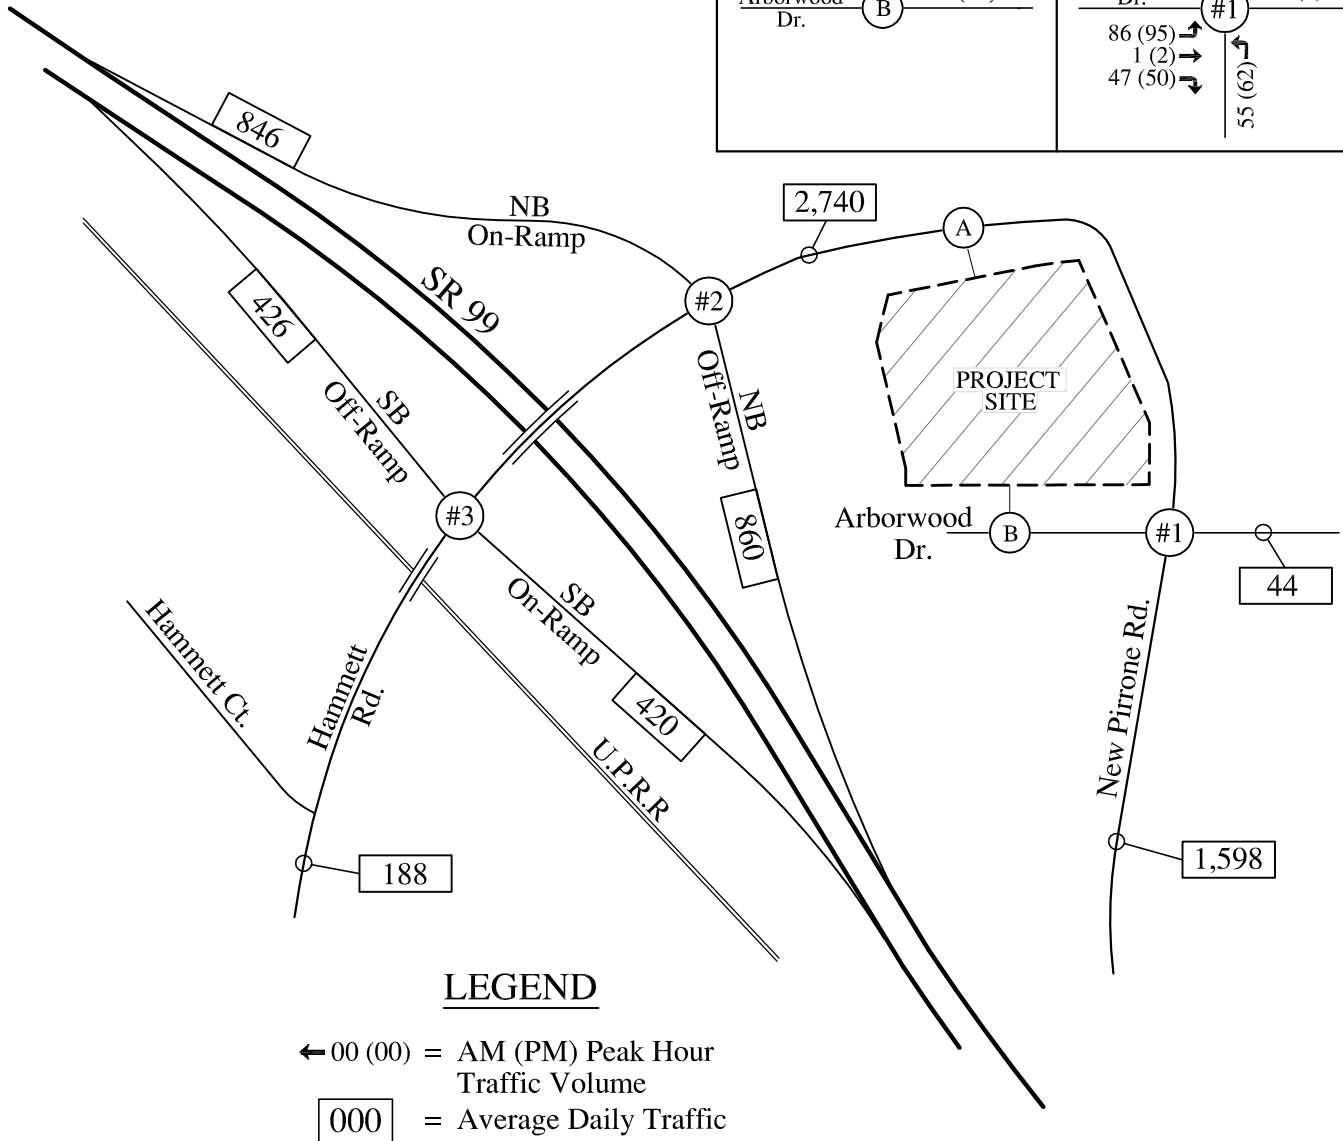 Dr.
B
Dr.
#1
86 (95)
1 (2)
47 (50)
55 (62)
846
NB
On-Ramp
2,740
A
#2
SR 99
426
SB
Off-Ramp
NB
Off-Ramp
860
PROJECT
SITE
#3
Arborwood
Dr.
B
#1
44
SB
On-Ramp
420
Hammett Ct.
Hammett
Rd.
U.P.R.R
New Pirrone Rd.
188
1,598
LEGEND
00 (00) = AM (PM) Peak Hour
Traffic Volume
000 = Average Daily Traffic